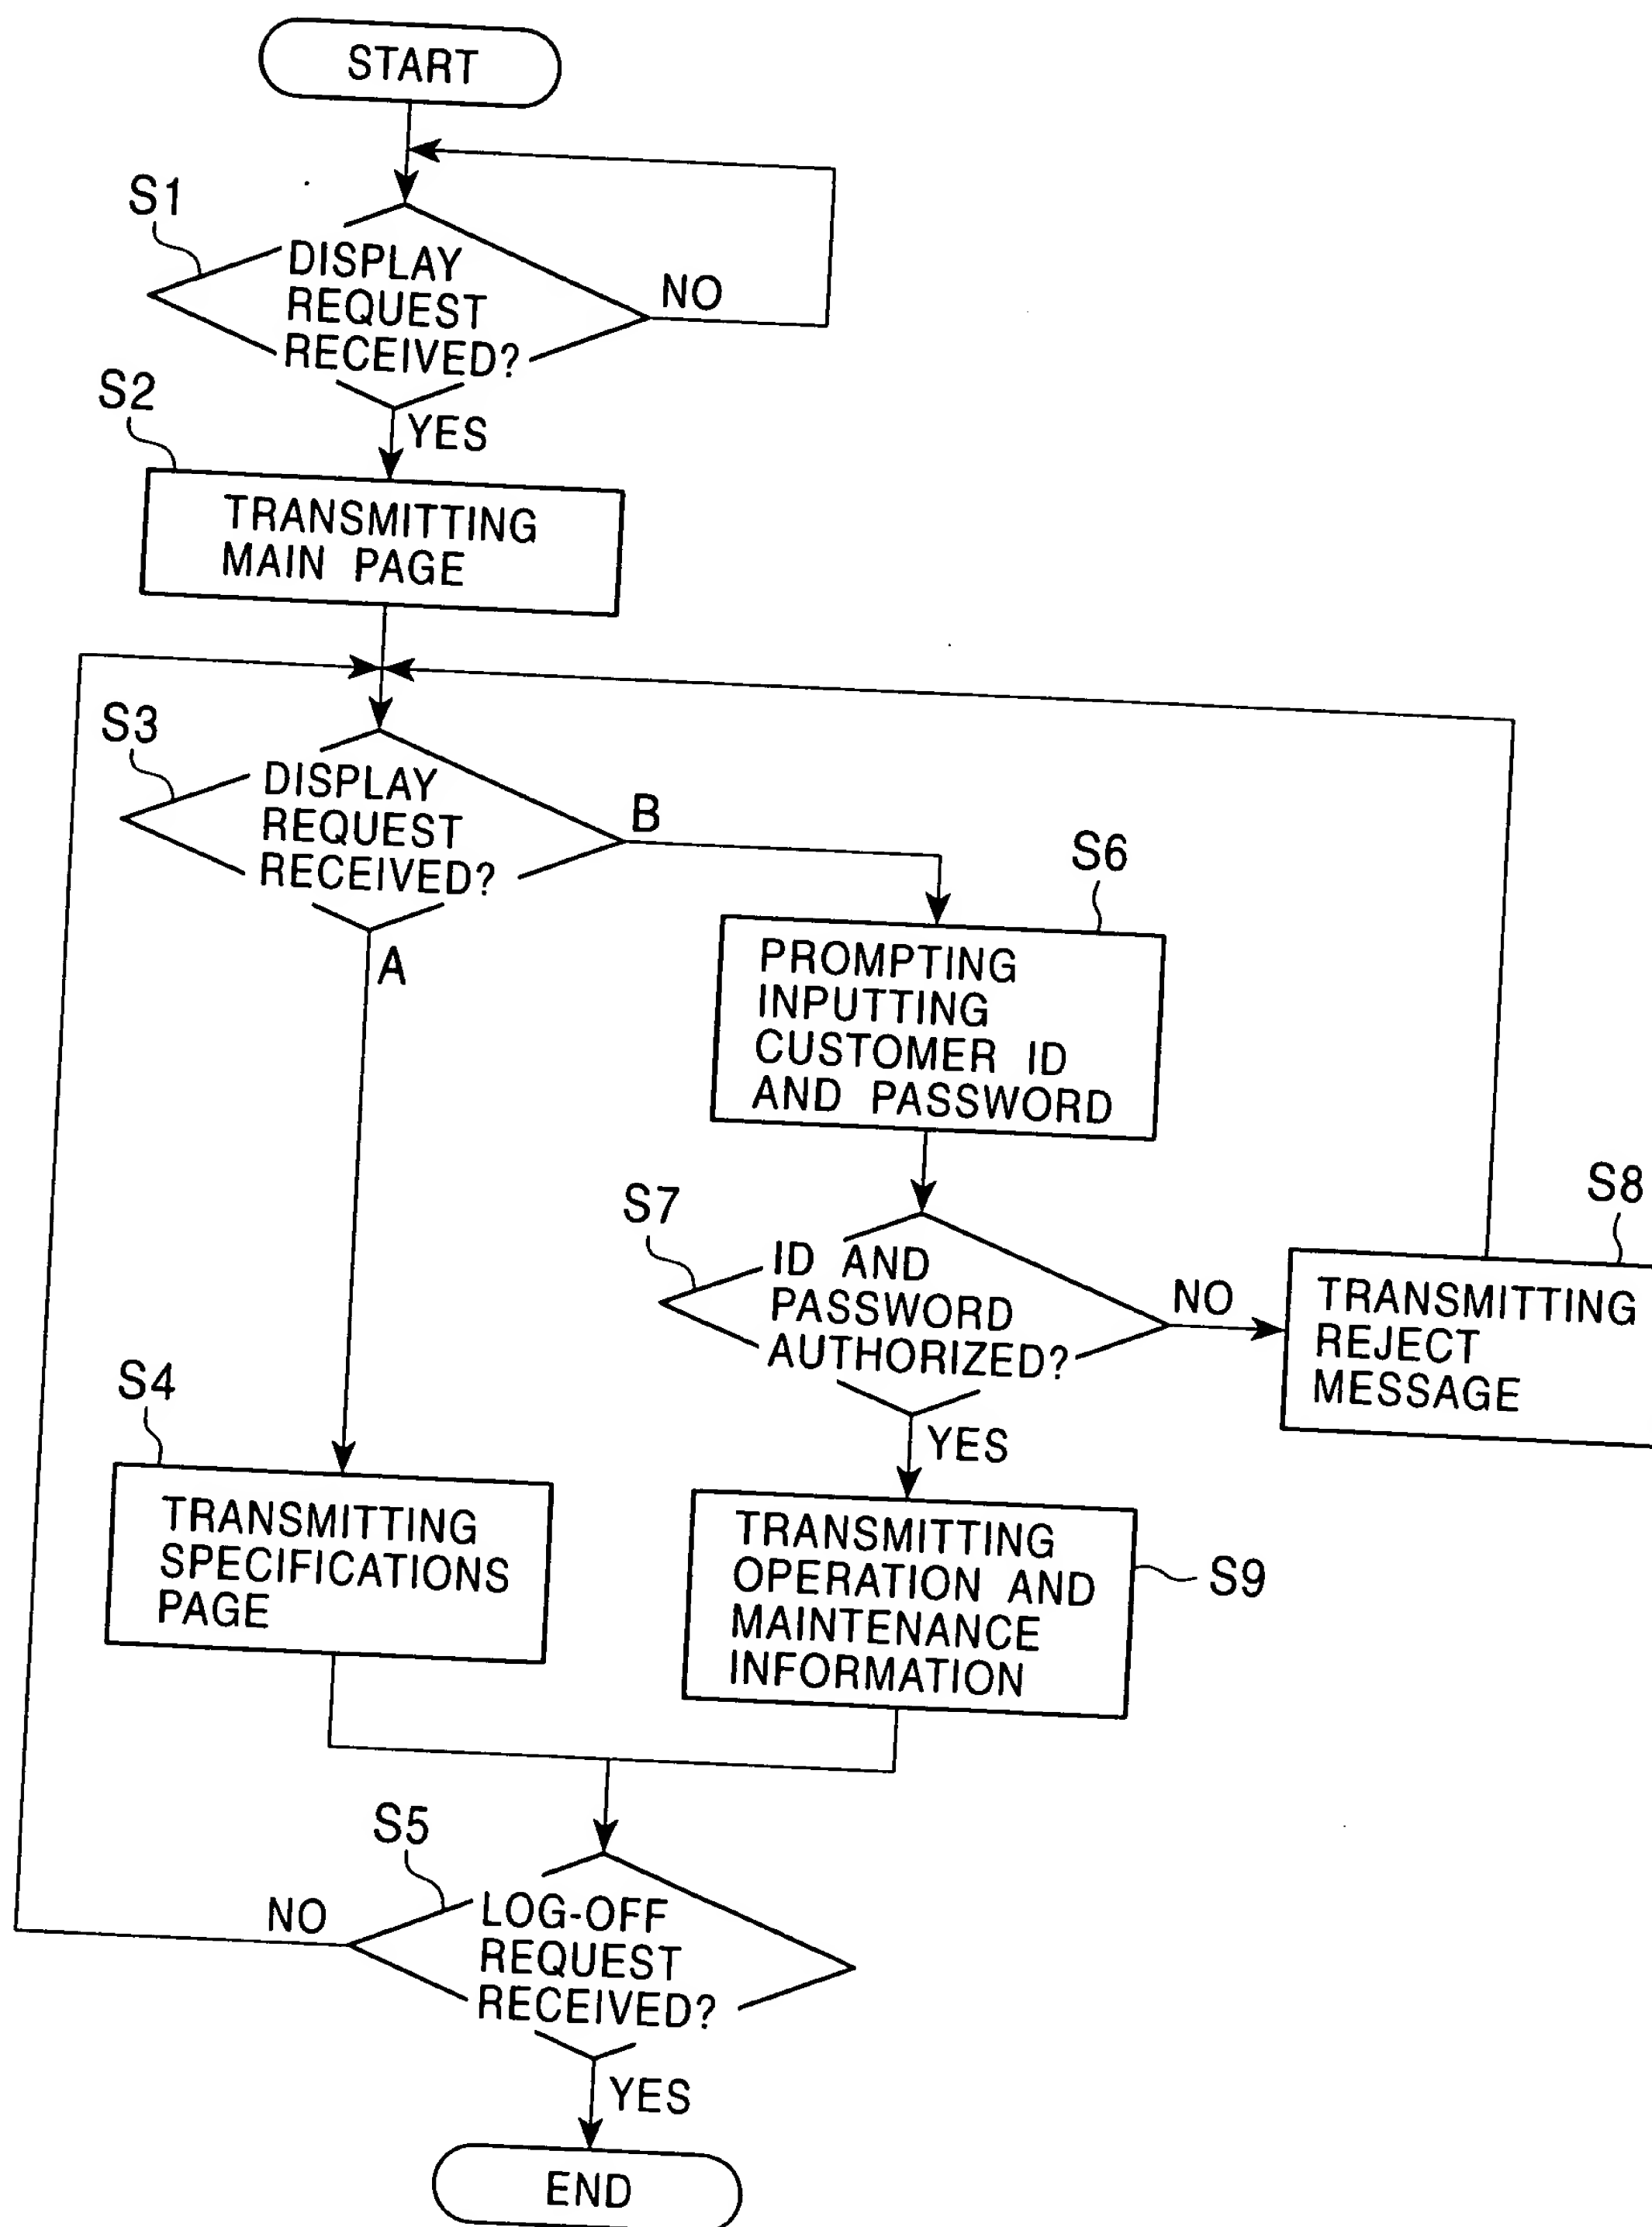 START
S1
DISPLAY
REQUEST
RECEIVED?
NO
YES
S2
TRANSMITTING
MAIN PAGE
S3
DISPLAY
REQUEST
RECEIVED?
B
A
S6
PROMPTING
INPUTTING
CUSTOMER ID
AND PASSWORD
S7
ID AND
PASSWORD
AUTHORIZED?
NO
YES
S8
TRANSMITTING
REJECT
MESSAGE
S4
TRANSMITTING
SPECIFICATIONS
PAGE
TRANSMITTING
OPERATION AND
MAINTENANCE
INFORMATION
S9
S5
LOG-OFF
REQUEST
RECEIVED?
NO
YES
END